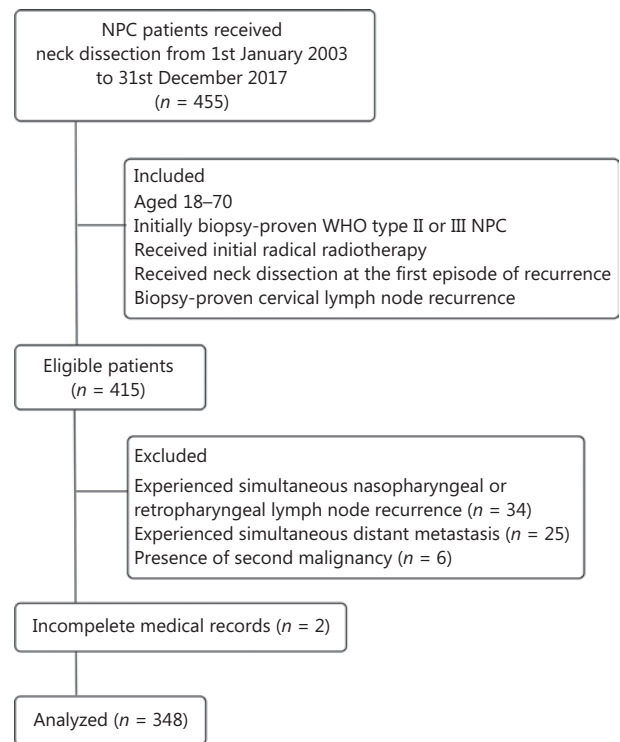 NPC patients received
neck dissection from 1st January 2003
to 31st December 2017
(n = 455)
Included
Aged 18–70
Initially biopsy-proven WHO type II or III NPC
Received initial radical radiotherapy
Received neck dissection at the first episode of recurrence
Biopsy-proven cervical lymph node recurrence
Eligible patients
(n = 415)
Excluded
Experienced simultaneous nasopharyngeal or
retropharyngeal lymph node recurrence (n = 34)
Experienced simultaneous distant metastasis (n = 25)
Presence of second malignancy (n = 6)
Incompelete medical records (n = 2)
Analyzed (n = 348)